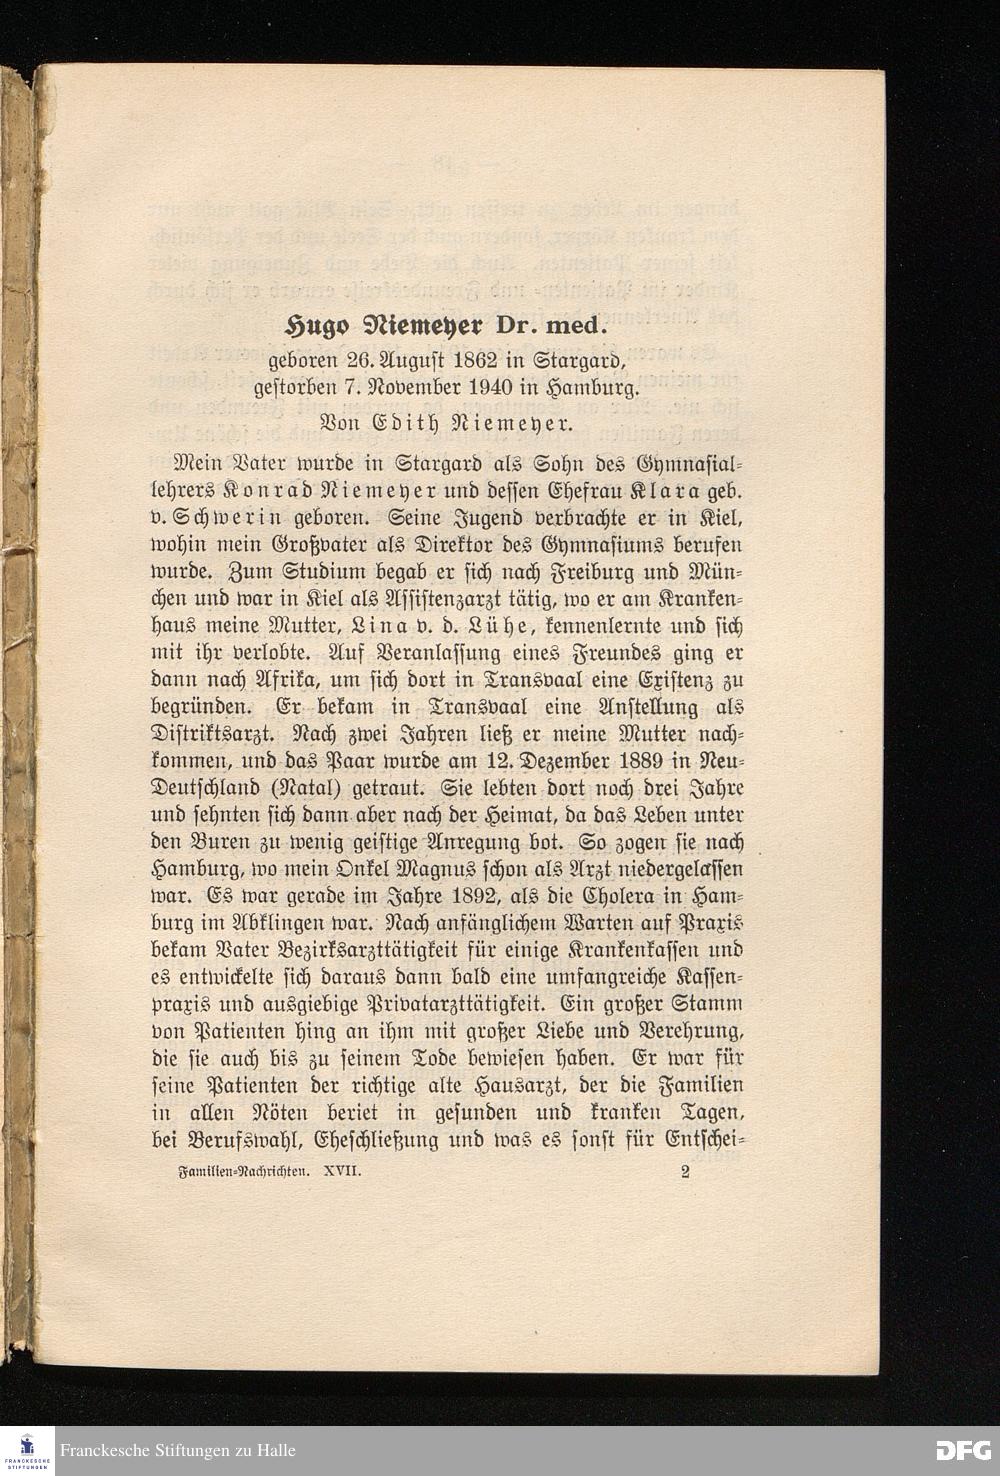 Hugo Niemeyer Dr. med.
geboren 26. August 1862 in Stargard,
gestorben 7. November 1940 in Hamburg.
Von Edith Niemeyer.
Mein Vater wurde in Stargard als Sohn des Gymnasial-
lehrers Konrad Niemeyer und dessen Ehefrau Klara geb.
v. Schwerin geboren. Seine Jugend verbrachte er in Kiel,
wohin mein Großvater als Direktor des Gymnasiums berufen
wurde. Zum Studium begab er sich nach Freiburg und Mün-
chen und war in Kiel als Assistenzarzt tätig, wo er am Kranken-
haus meine Mutter, Lina v. d. Lühe, kennenlernte und sich
mit ihr verlobte. Auf Veranlassung eines Freundes ging er
dann nach Afrika, um sich dort in Transvaal eine Existenz zu
begründen. Er bekam in Transvaal eine Anstellung als
Distriktsarzt. Nach zwei Jahren ließ er meine Mutter nach-
kommen, und das Paar wurde am 12. Dezember 1889 in Neu-
Deutschland (Natal) getraut. Sie lebten dort noch drei Jahre
und sehnten sich dann aber nach der Heimat, da das Leben unter
den Buren zu wenig geistige Anregung bot. So zogen sie nach
Hamburg, wo mein Onkel Magnus schon als Arzt niedergelassen
war. Es war gerade im Jahre 1892, als die Cholera in Ham-
burg im Abklingen war. Nach anfänglichem Warten auf Praxis
bekam Vater Bezirksarzttätigkeit für einige Krankenkassen und
es entwickelte sich daraus dann bald eine umfangreiche Kassen-
praxis und ausgiebige Privatarzttätigkeit. Ein großer Stamm
von Patienten hing an ihm mit großer Liebe und Verehrung,
die sie auch bis zu seinem Tode bewiesen haben. Er war für
seine Patienten der richtige alte Hausarzt, der die Familien
in allen Nöten beriet in gesunden und kranken Tagen,
bei Berufswahl, Eheschließung und was es sonst für Entschei-
Familien-Nachrichten. XVII. 2
FRANCKESCHE
STIFTUNGEN
Franckesche Stiftungen zu Halle
DFG